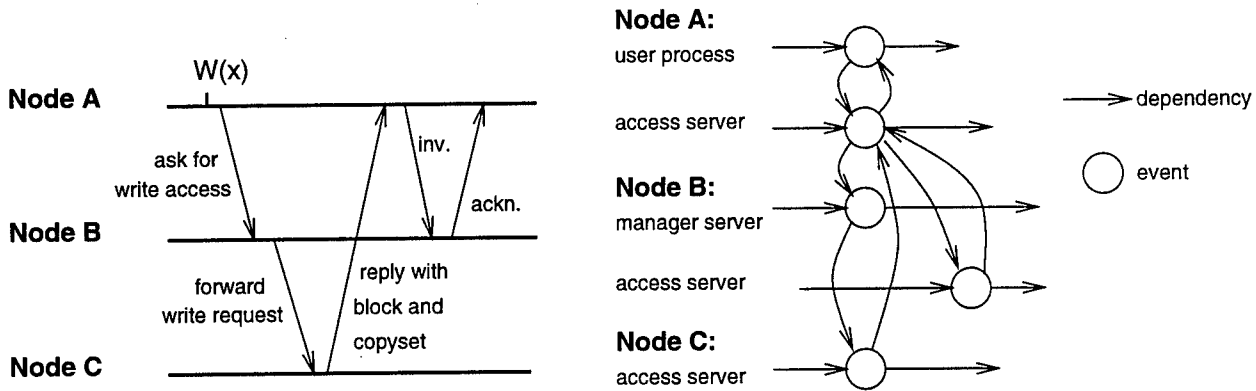 W(x)
Node A
ask for
write access
inv.
ackn.
Node B
forward
write request
reply with
block and
copyset
Node C
Node A:
user process
access server
Node B:
manager server
access server
Node C:
access server
dependency
event